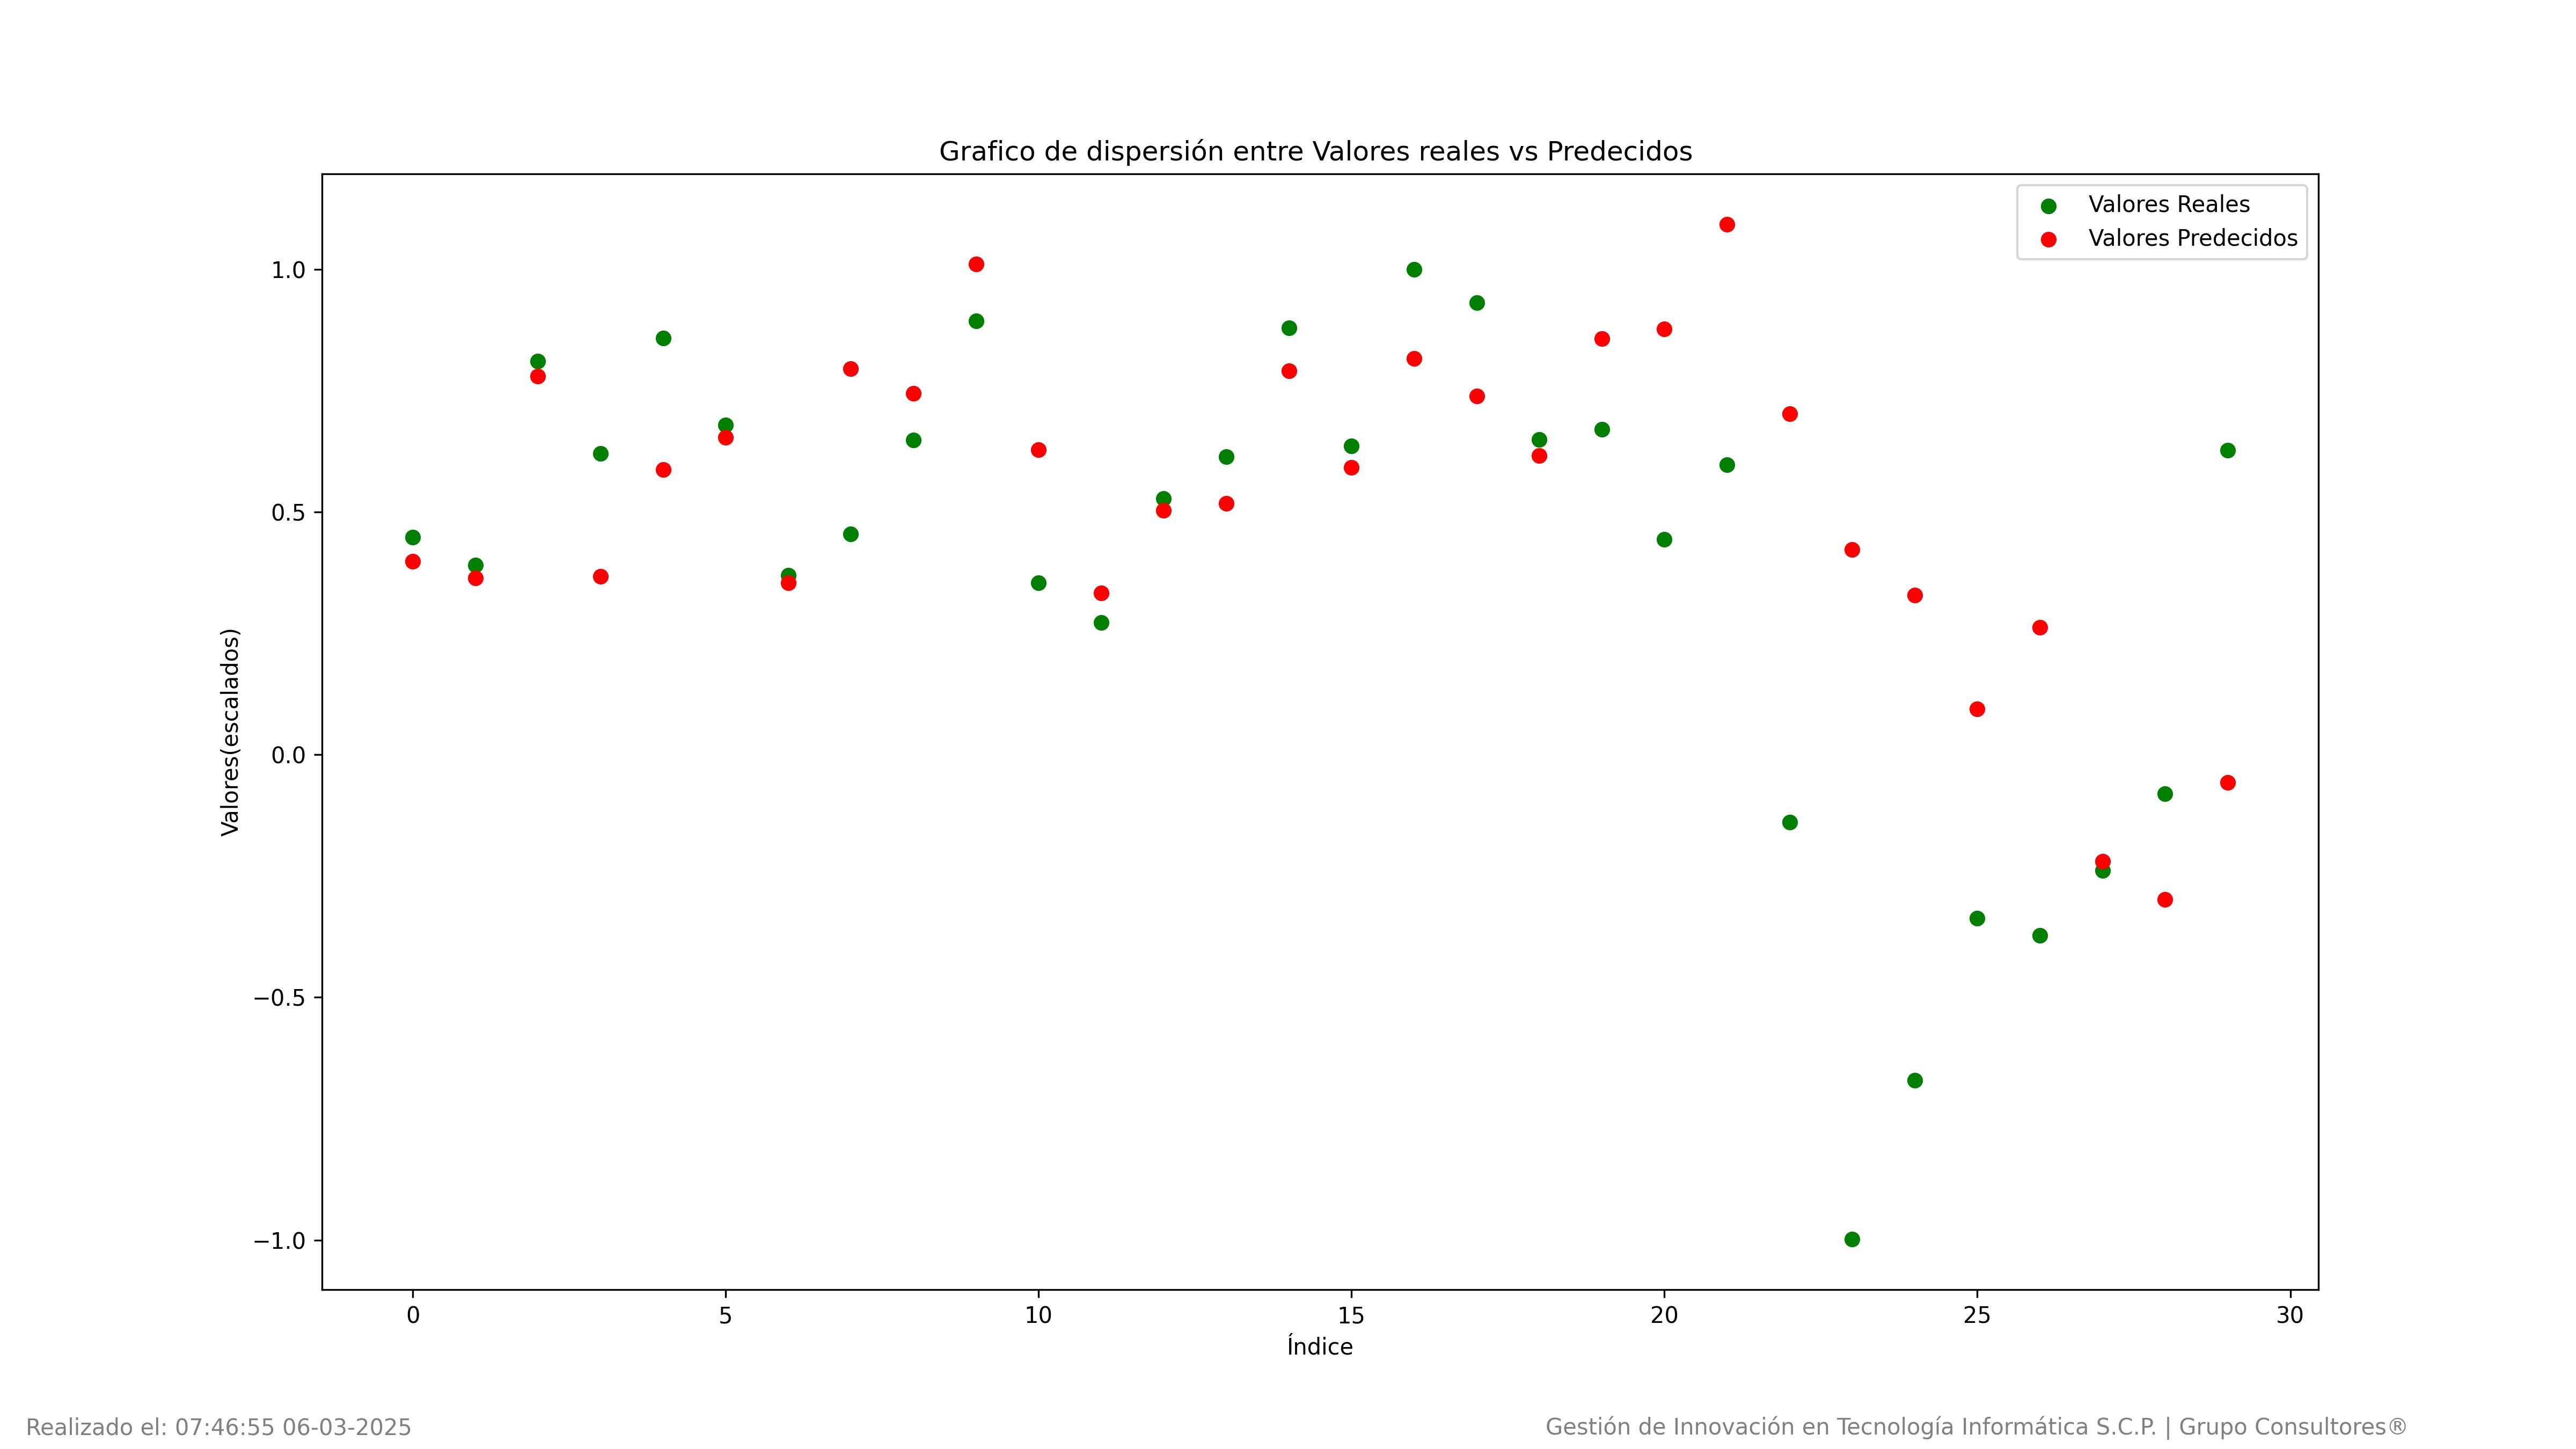 Grafico de dispersión entre Valores reales vs Predecidos
Valores Reales
Valores Predecidos
1.0
0.5
0.0
−0.5
−1.0
Valores(escalados)
0 5 10 15 20 25 30
Índice
Realizado el: 07:46:55 06-03-2025
Gestión de Innovación en Tecnología Informática S.C.P. | Grupo Consultores®